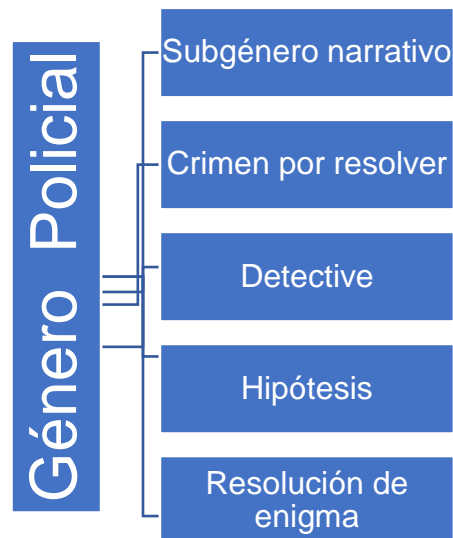 Género Policial
Subgénero narrativo
Crimen por resolver
Detective
Hipótesis
Resolución de
enigma